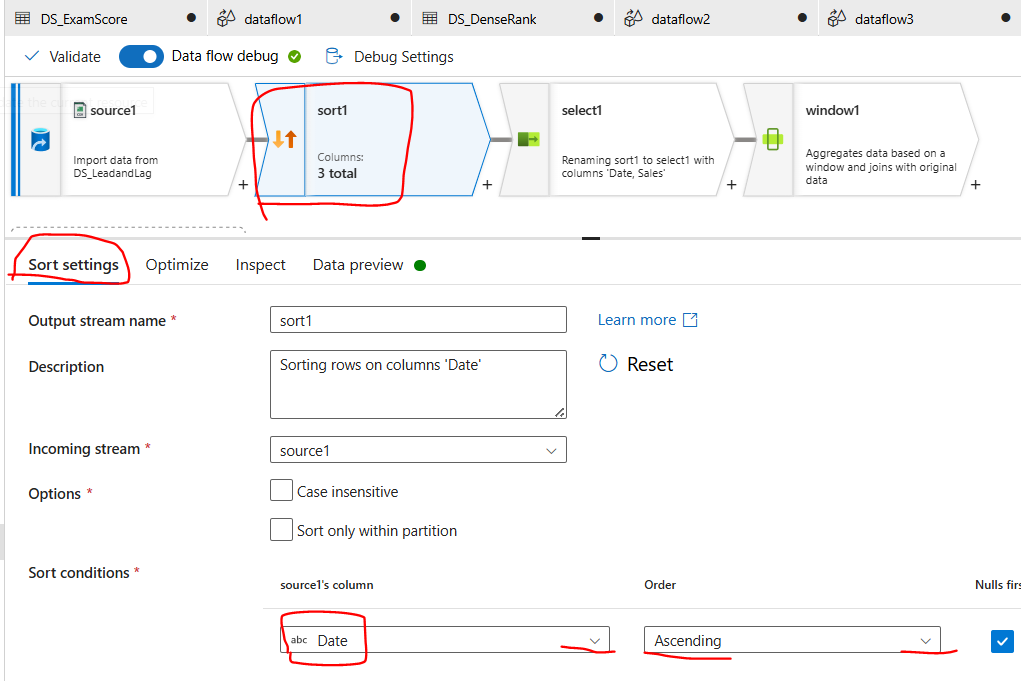 DS_ExamScore
dataflow1
DS_DenseRank
dataflow2
dataflow3
Validate
Data flow debug
Debug Settings
source1
Import data from
DS_LeadandLag
+
sort1
Columns:
3 total
+
select1
Renaming sort1 to select1 with
columns 'Date, Sales'
+
window1
Aggregates data based on a
window and joins with original
data
+
Sort settings
Optimize
Inspect
Data preview
Output stream name *
sort1
Learn more
Description
Sorting rows on columns 'Date'
Reset
Incoming stream *
source1
Options *
Case insensitive
Sort only within partition
Sort conditions *
source1's column
Order
Nulls firs
abc Date
Ascending